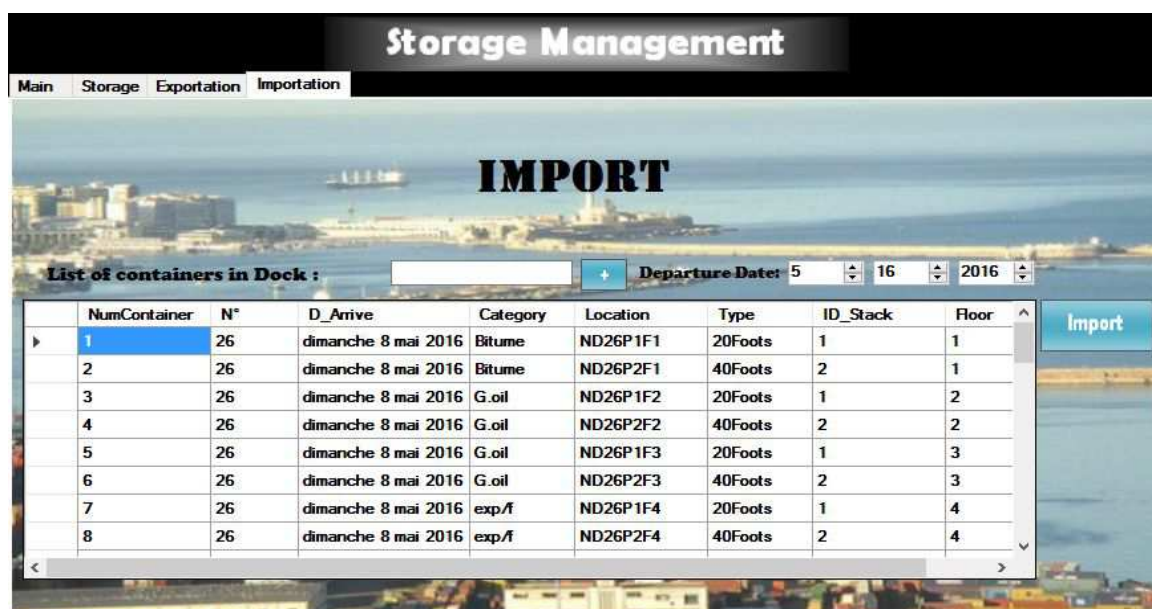 Storage Management
Main Storage Exportation Importation
IMPORT
List of containers in Dock : + Departure Date: 5 16 2016
NumContainer N° D_Arrive Category Location Type ID_Stack Floor
Import
1 26 dimanche 8 mai 2016 Bitume ND26P1F1 20Foots 1 1
2 26 dimanche 8 mai 2016 Bitume ND26P2F1 40Foots 2 1
3 26 dimanche 8 mai 2016 G.oil ND26P1F2 20Foots 1 2
4 26 dimanche 8 mai 2016 G.oil ND26P2F2 40Foots 2 2
5 26 dimanche 8 mai 2016 G.oil ND26P1F3 20Foots 1 3
6 26 dimanche 8 mai 2016 G.oil ND26P2F3 40Foots 2 3
7 26 dimanche 8 mai 2016 exp/f ND26P1F4 20Foots 1 4
8 26 dimanche 8 mai 2016 exp/f ND26P2F4 40Foots 2 4